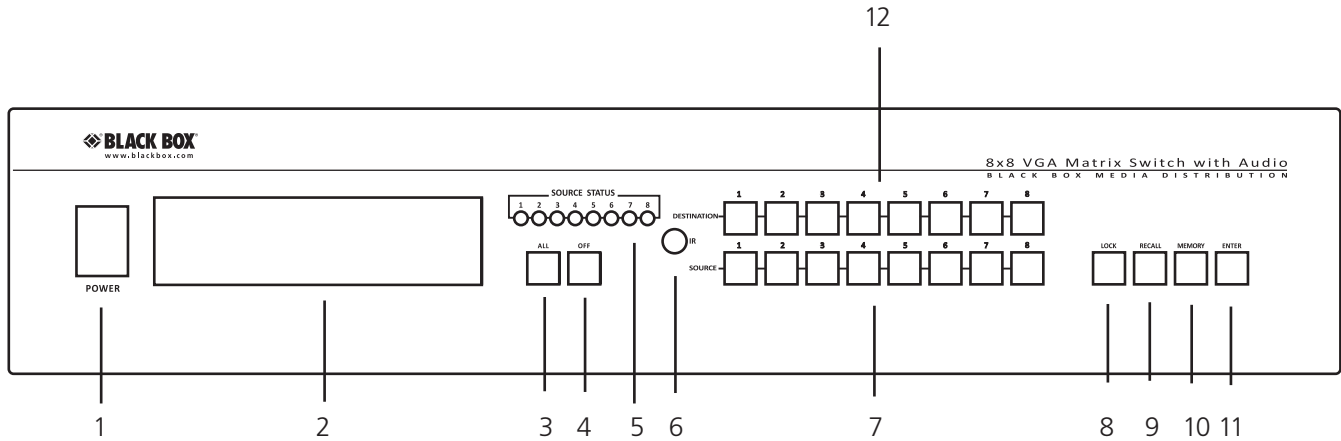 12
BLACK BOX®
www.blackbox.com
8x8 VGA Matrix Switch with Audio
BLACK BOX MEDIA DISTRIBUTION
SOURCE STATUS
1 2 3 4 5 6 7 8
1 2 3 4 5 6 7 8
DESTINATION
IR
ALL OFF
1 2 3 4 5 6 7 8
SOURCE
LOCK RECALL MEMORY ENTER
POWER
1 2 3 4 5 6 7 8 9 10 11